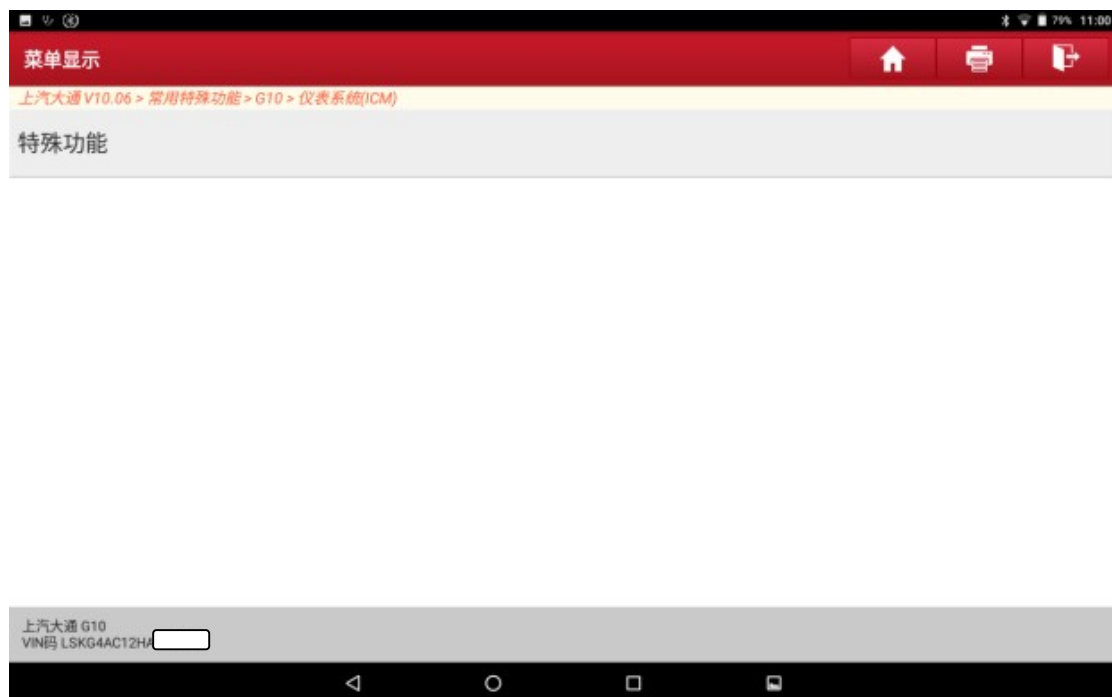 79% 11:00
菜单显示
上汽大通 V10.06 > 常用特殊功能 > G10 > 仪表系统(ICM)
特殊功能
上汽大通 G10
VIN码 LSKG4AC12HA